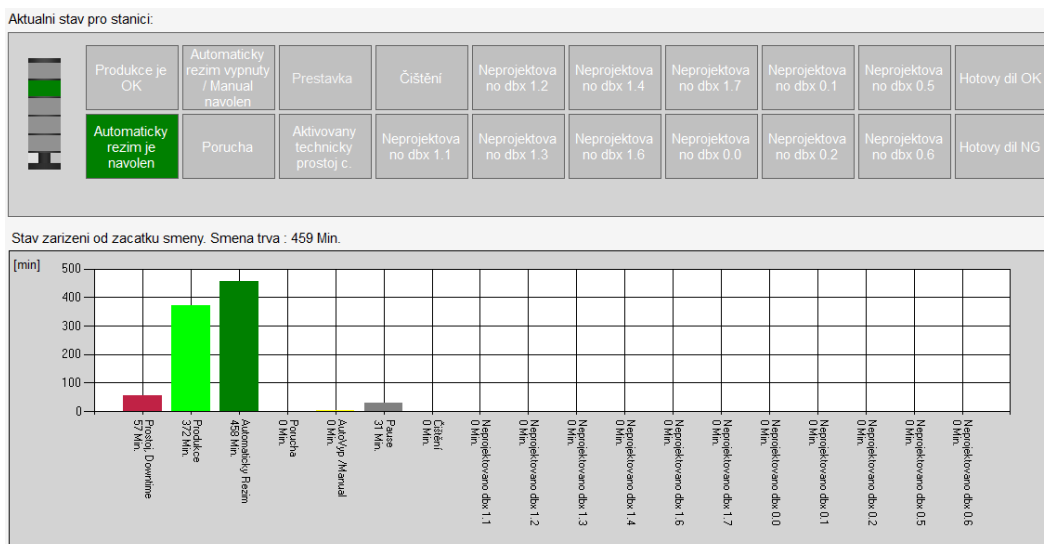 Aktualni stav pro stanici:
Produkce je
OK
Automaticky
rezim vypnuty
/ Manual
navolen
Prestavka
Čištění
Neprojektova
no dbx 1.2
Neprojektova
no dbx 1.4
Neprojektova
no dbx 1.7
Neprojektova
no dbx 0.1
Neprojektova
no dbx 0.5
Hotovy dil OK
Automaticky
rezim je
navolen
Porucha
Aktivovany
technicky
prostoj c.
Neprojektova
no dbx 1.1
Neprojektova
no dbx 1.3
Neprojektova
no dbx 1.6
Neprojektova
no dbx 0.0
Neprojektova
no dbx 0.2
Neprojektova
no dbx 0.6
Hotovy dil NG
Stav zarizeni od zacatku smeny. Smena trva : 459 Min.
[min]
500
400
300
200
100
0
Prostoj, Downtime
57 Min.
Produkce
372 Min.
Automaticky Rezim
458 Min.
Porucha
0 Min.
AutoVyp /Manual
0 Min.
Pause
31 Min.
Čištění
0 Min.
Neprojektovano dbx 1.1
0 Min.
Neprojektovano dbx 1.2
0 Min.
Neprojektovano dbx 1.3
0 Min.
Neprojektovano dbx 1.4
0 Min.
Neprojektovano dbx 1.6
0 Min.
Neprojektovano dbx 1.7
0 Min.
Neprojektovano dbx 0.0
0 Min.
Neprojektovano dbx 0.1
0 Min.
Neprojektovano dbx 0.2
0 Min.
Neprojektovano dbx 0.5
0 Min.
Neprojektovano dbx 0.6
0 Min.